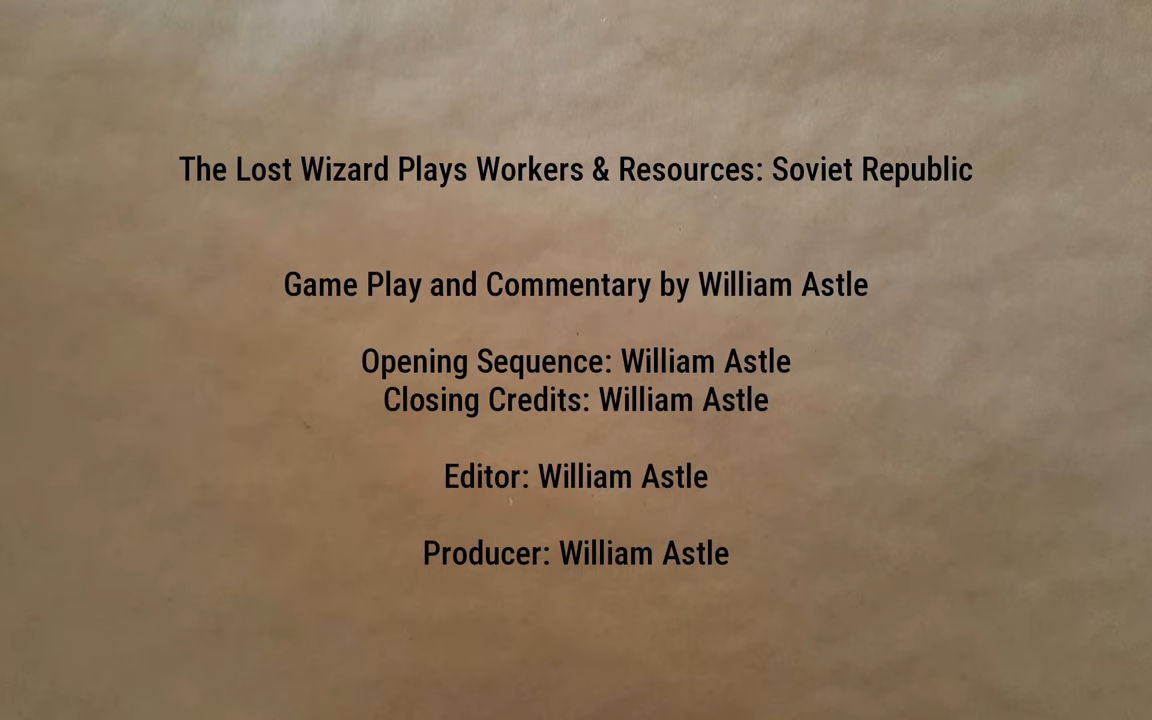 The Lost Wizard Plays Workers & Resources: Soviet Republic
Game Play and Commentary by William Astle
Opening Sequence: William Astle
Closing Credits: William Astle
Editor: William Astle
Producer: William Astle